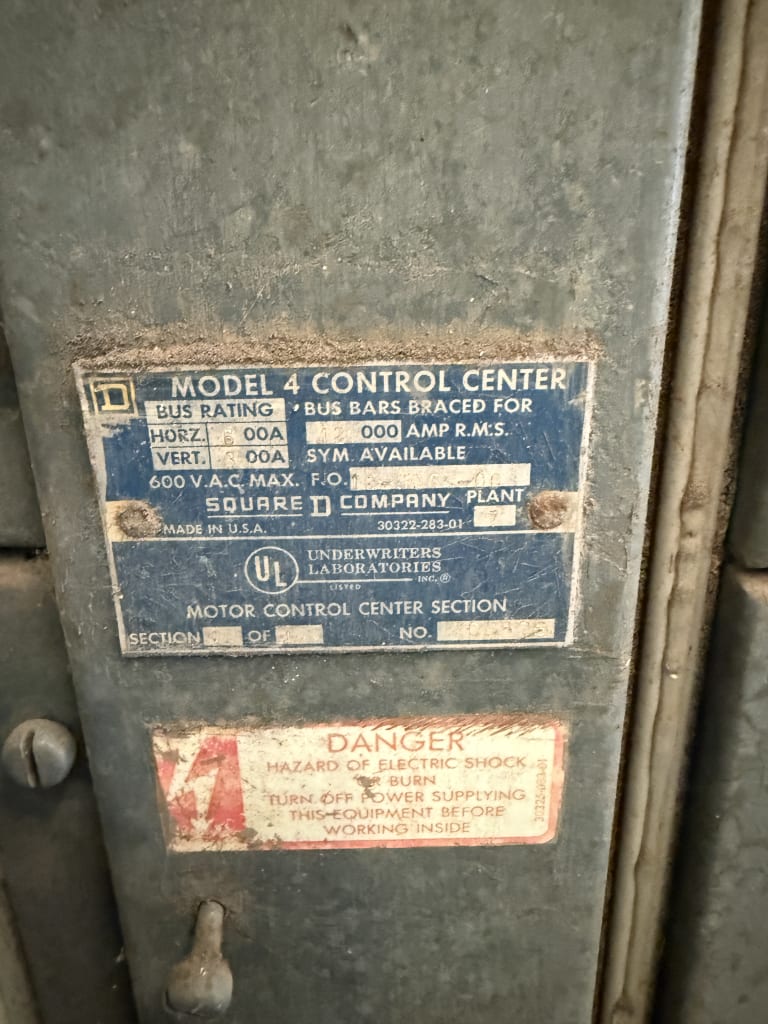 D MODEL 4 CONTROL CENTER
BUS RATING BUS BARS BRACED FOR
HORZ. 6 00A 000 AMP R.M.S.
VERT. 00A SYM. AVAILABLE
600 V.A.C. MAX. F.O.
SQUARE D COMPANY PLANT
MADE IN U.S.A. 30322-283-01
UL UNDERWRITERS
LABORATORIES
INC.®
LISTED
MOTOR CONTROL CENTER SECTION
SECTION OF NO.
DANGER
HAZARD OF ELECTRIC SHOCK
OR BURN
TURN OFF POWER SUPPLYING
THIS EQUIPMENT BEFORE
WORKING INSIDE